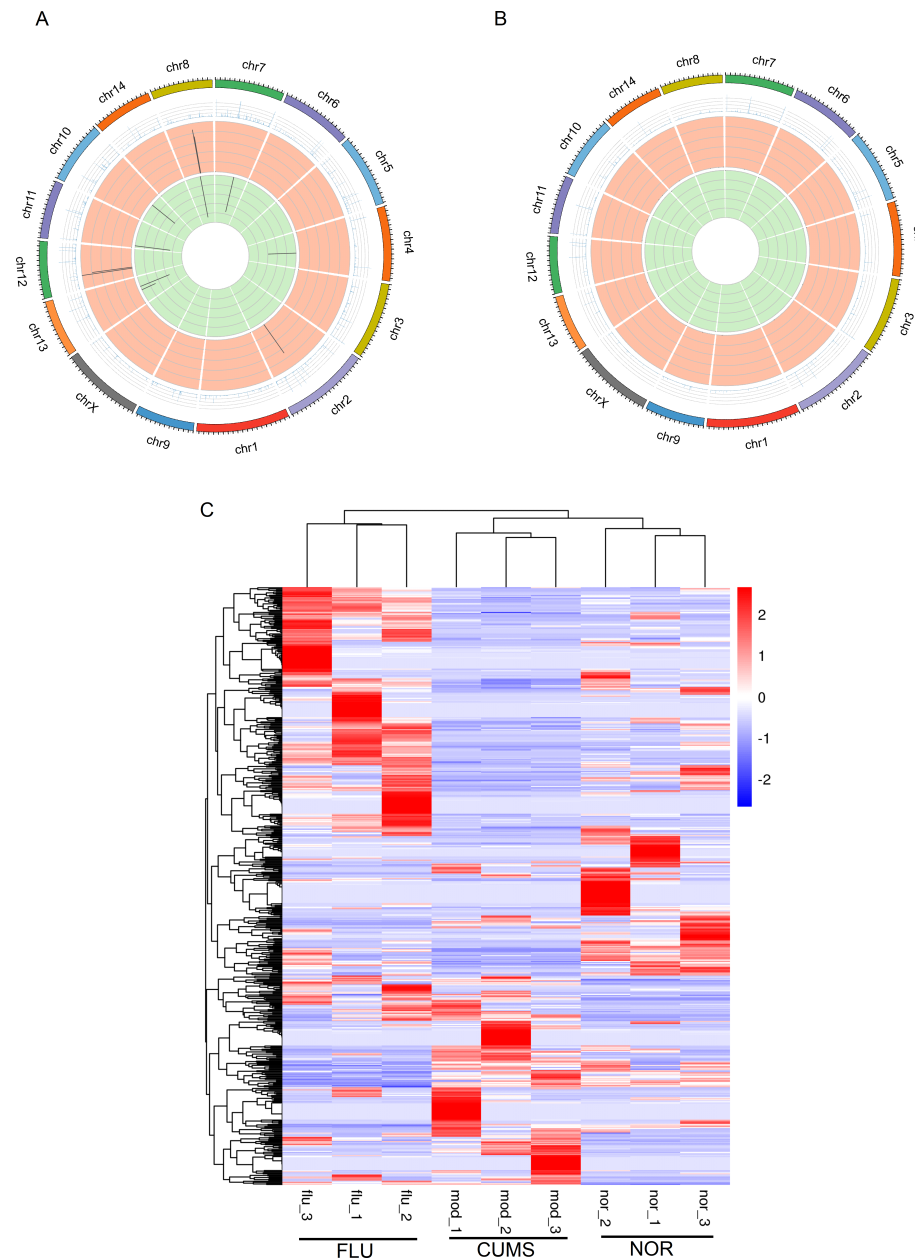 A
B
chr8
chr7
chr14
chr6
chr10
chr5
chr11
chr4
chr12
chr3
chr13
chr2
chrX
chr1
chr9
chr8
chr7
chr14
chr6
chr10
chr5
chr11
chr12
chr3
chr13
chr2
chrX
chr1
chr9
C
2
1
0
-1
-2
flu_3
flu_1
flu_2
mod_1
mod_2
mod_3
nor_2
nor_1
nor_3
FLU
CUMS
NOR